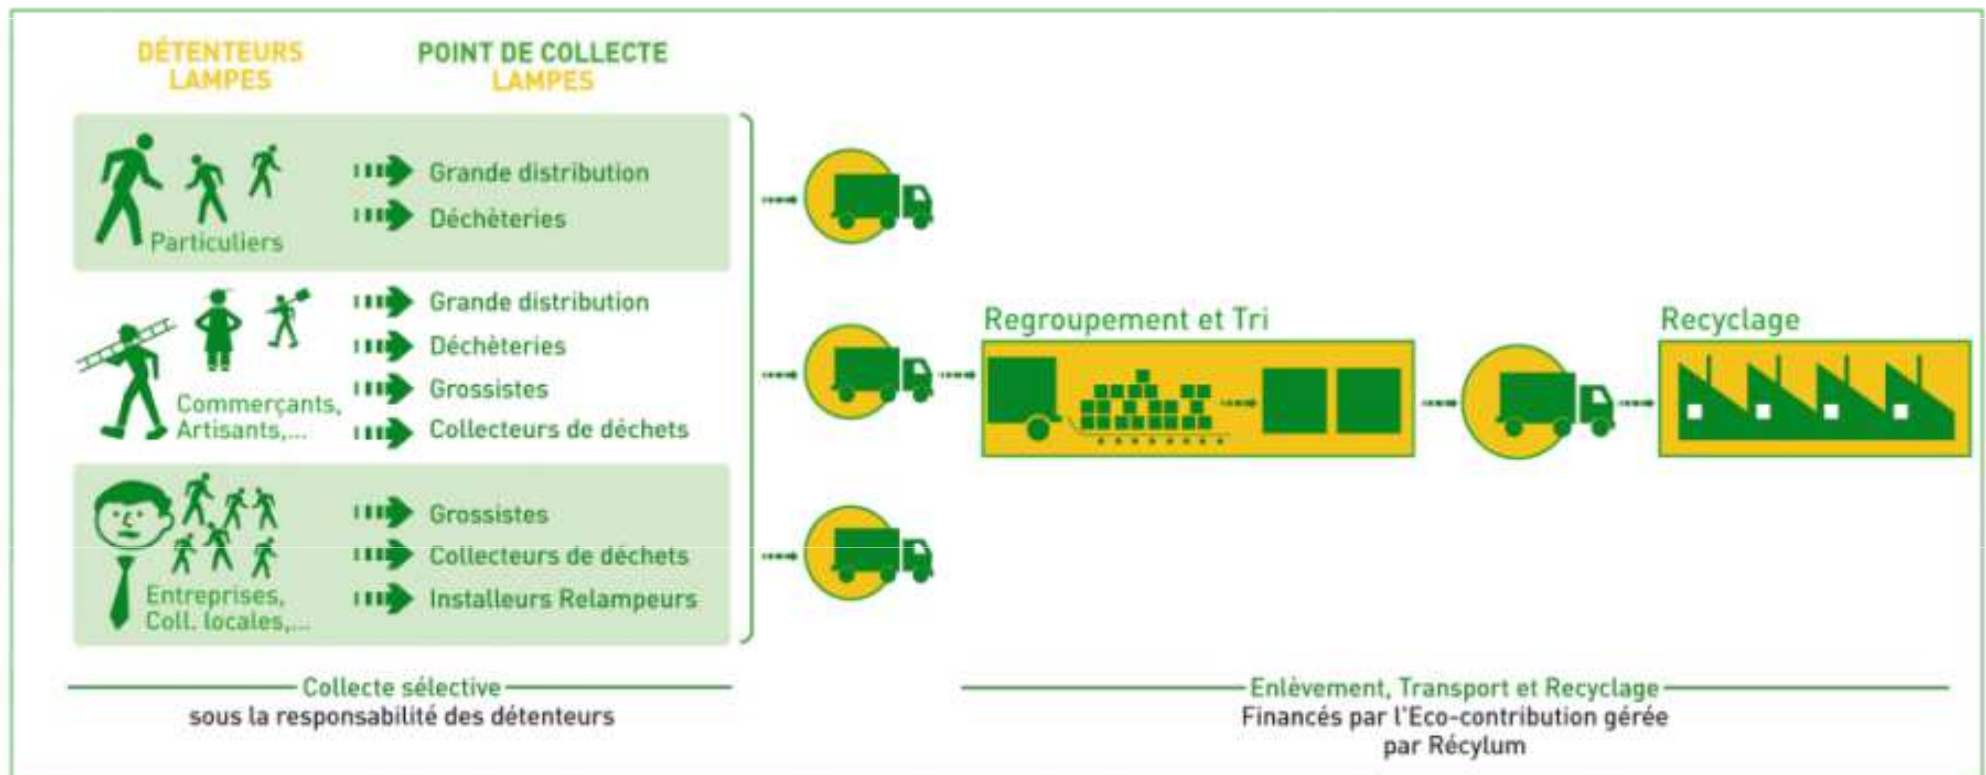 DÉTENTEURS
LAMPES
POINT DE COLLECTE
LAMPES
Particuliers
Grande distribution
Déchèteries
Commerçants,
Artisants,...
Grande distribution
Déchèteries
Grossistes
Collecteurs de déchets
Entreprises,
Coll. locales,...
Grossistes
Collecteurs de déchets
Installeurs Relampeurs
Regroupement et Tri
Recyclage
Collecte sélective
sous la responsabilité des détenteurs
Enlèvement, Transport et Recyclage
Financés par l'Eco-contribution gérée
par Récylum